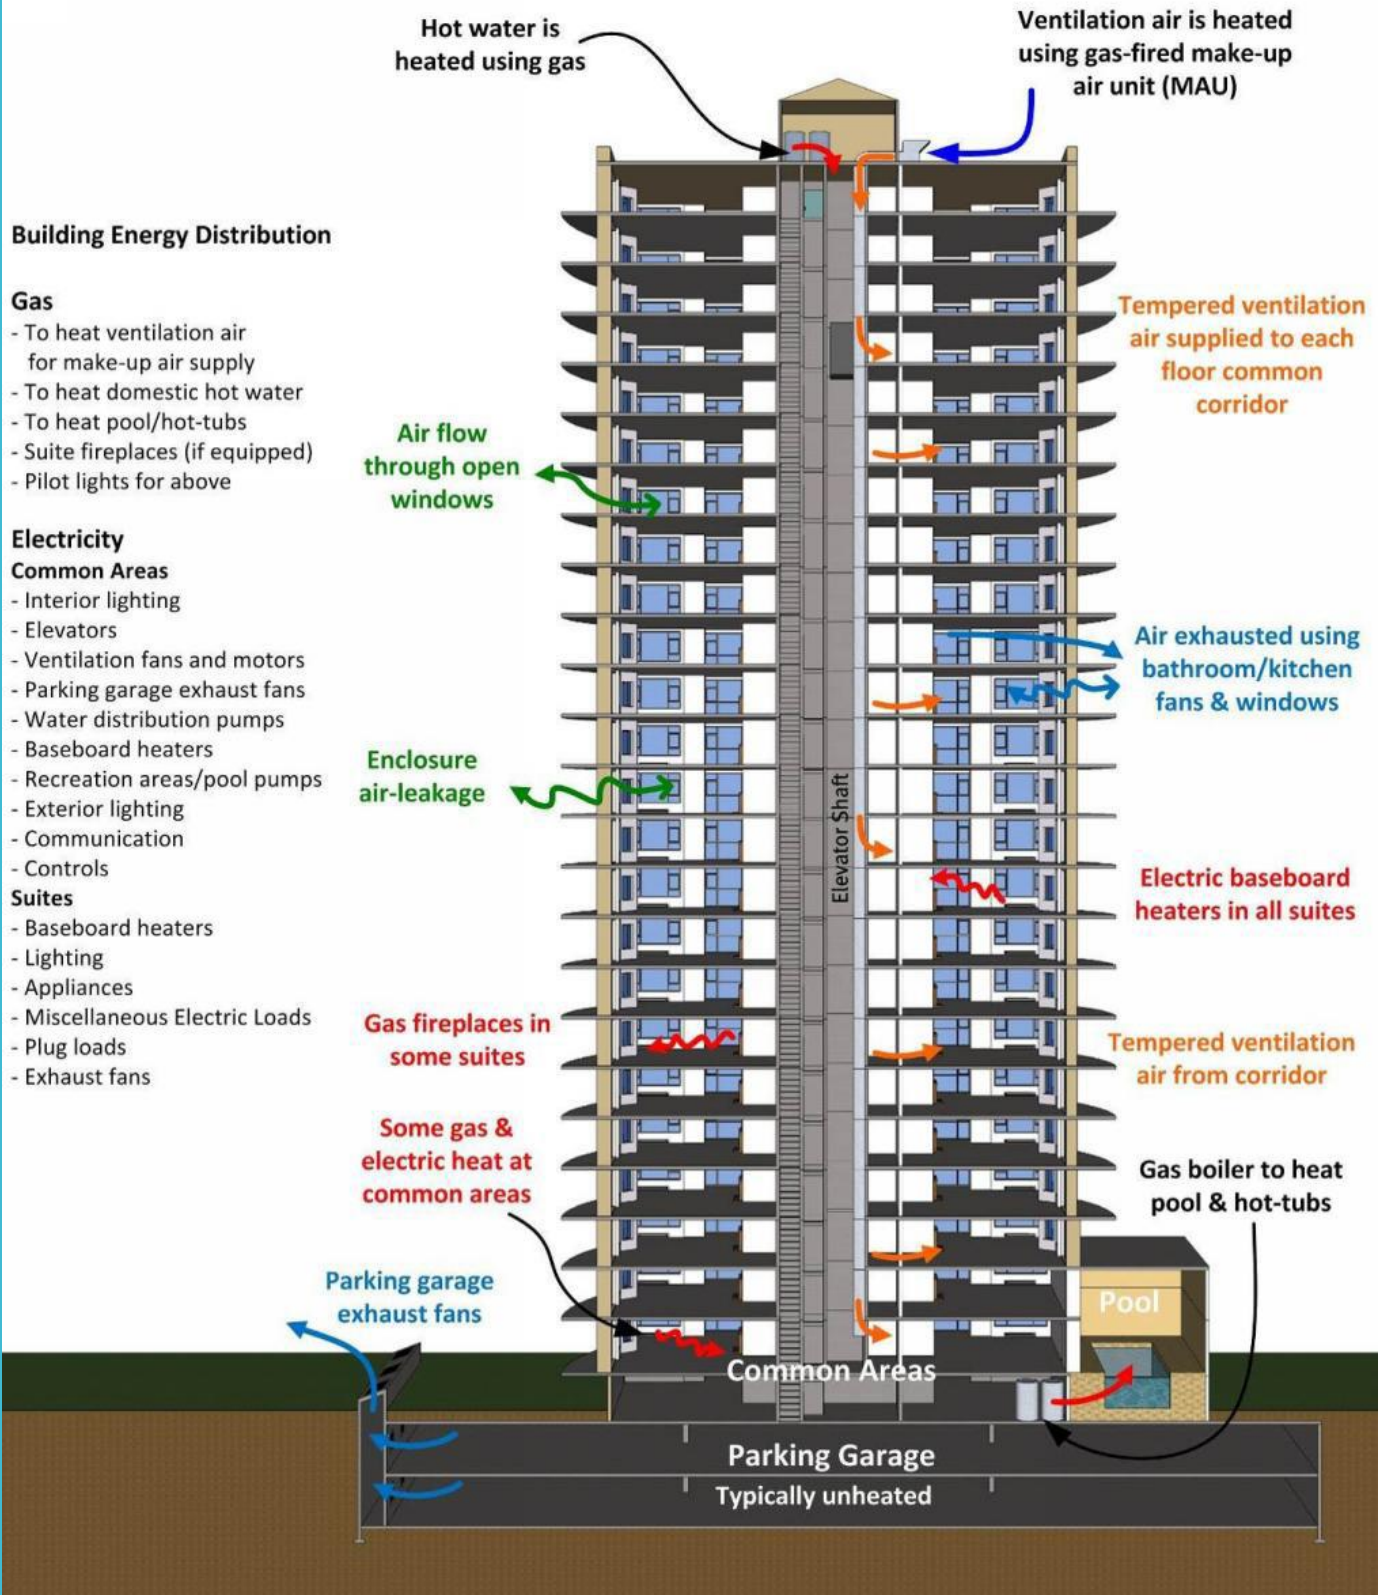 Hot water is
heated using gas
Ventilation air is heated
using gas-fired make-up
air unit (MAU)
Building Energy Distribution
Gas
- To heat ventilation air
for make-up air supply
- To heat domestic hot water
- To heat pool/hot-tubs
- Suite fireplaces (if equipped)
- Pilot lights for above
Electricity
Common Areas
- Interior lighting
- Elevators
- Ventilation fans and motors
- Parking garage exhaust fans
- Water distribution pumps
- Baseboard heaters
- Recreation areas/pool pumps
- Exterior lighting
- Communication
- Controls
Suites
- Baseboard heaters
- Lighting
- Appliances
- Miscellaneous Electric Loads
- Plug loads
- Exhaust fans
Air flow
through open
windows
Enclosure
air-leakage
Gas fireplaces in
some suites
Some gas &
electric heat at
common areas
Parking garage
exhaust fans
Elevator Shaft
Tempered ventilation
air supplied to each
floor common
corridor
Air exhausted using
bathroom/kitchen
fans & windows
Electric baseboard
heaters in all suites
Tempered ventilation
air from corridor
Gas boiler to heat
pool & hot-tubs
Pool
Common Areas
Parking Garage
Typically unheated